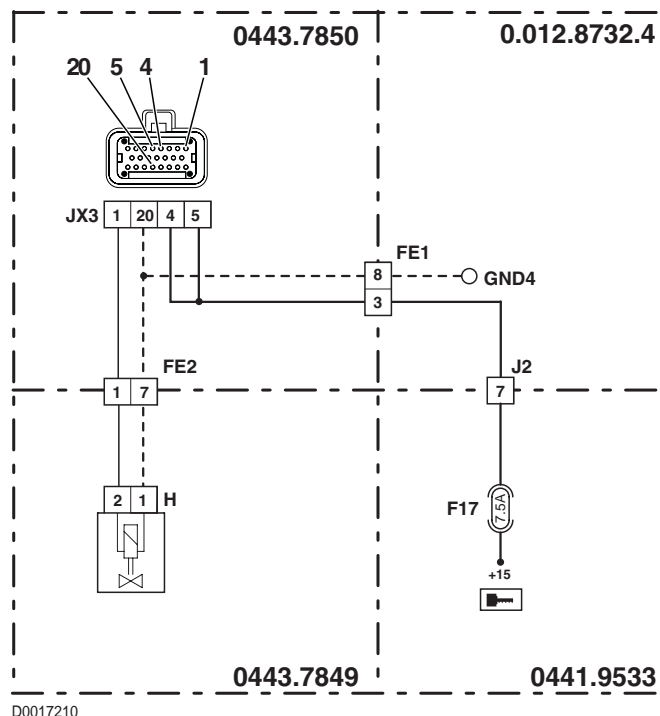 0443.7850 0.012.8732.4
20 5 4 1
JX3 1 20 4 5
FE1
8 GND4
3
FE2 J2
1 7 7
2 1 H
F17 7.5A
+15
0443.7849 0441.9533
D0017210